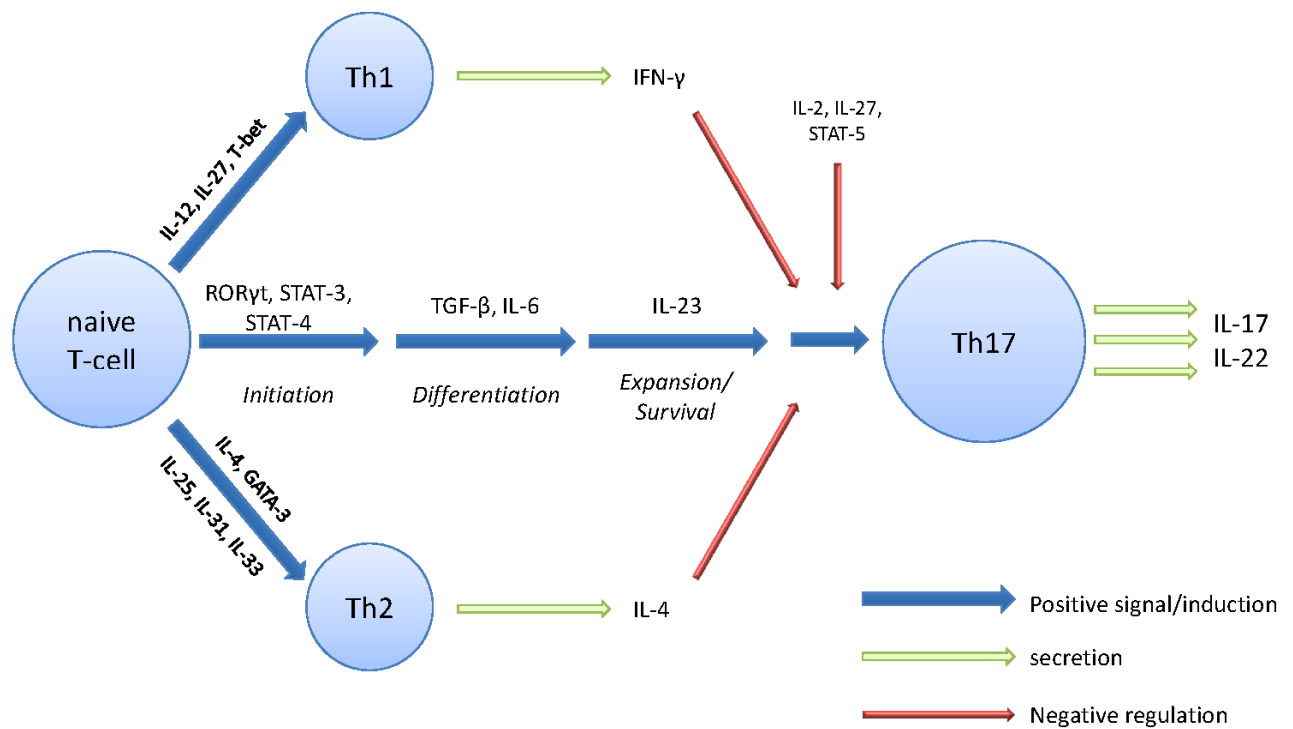 Th1
IFN-γ
IL-2, IL-27,
STAT-5
IL-12, IL-27, T-bet
naive
T-cell
RORγt, STAT-3,
STAT-4
Initiation
TGF-β, IL-6
Differentiation
IL-23
Expansion/
Survival
Th17
IL-17
IL-22
IL-4, GATA-3
IL-25, IL-31, IL-33
Th2
IL-4
Positive signal/induction
secretion
Negative regulation